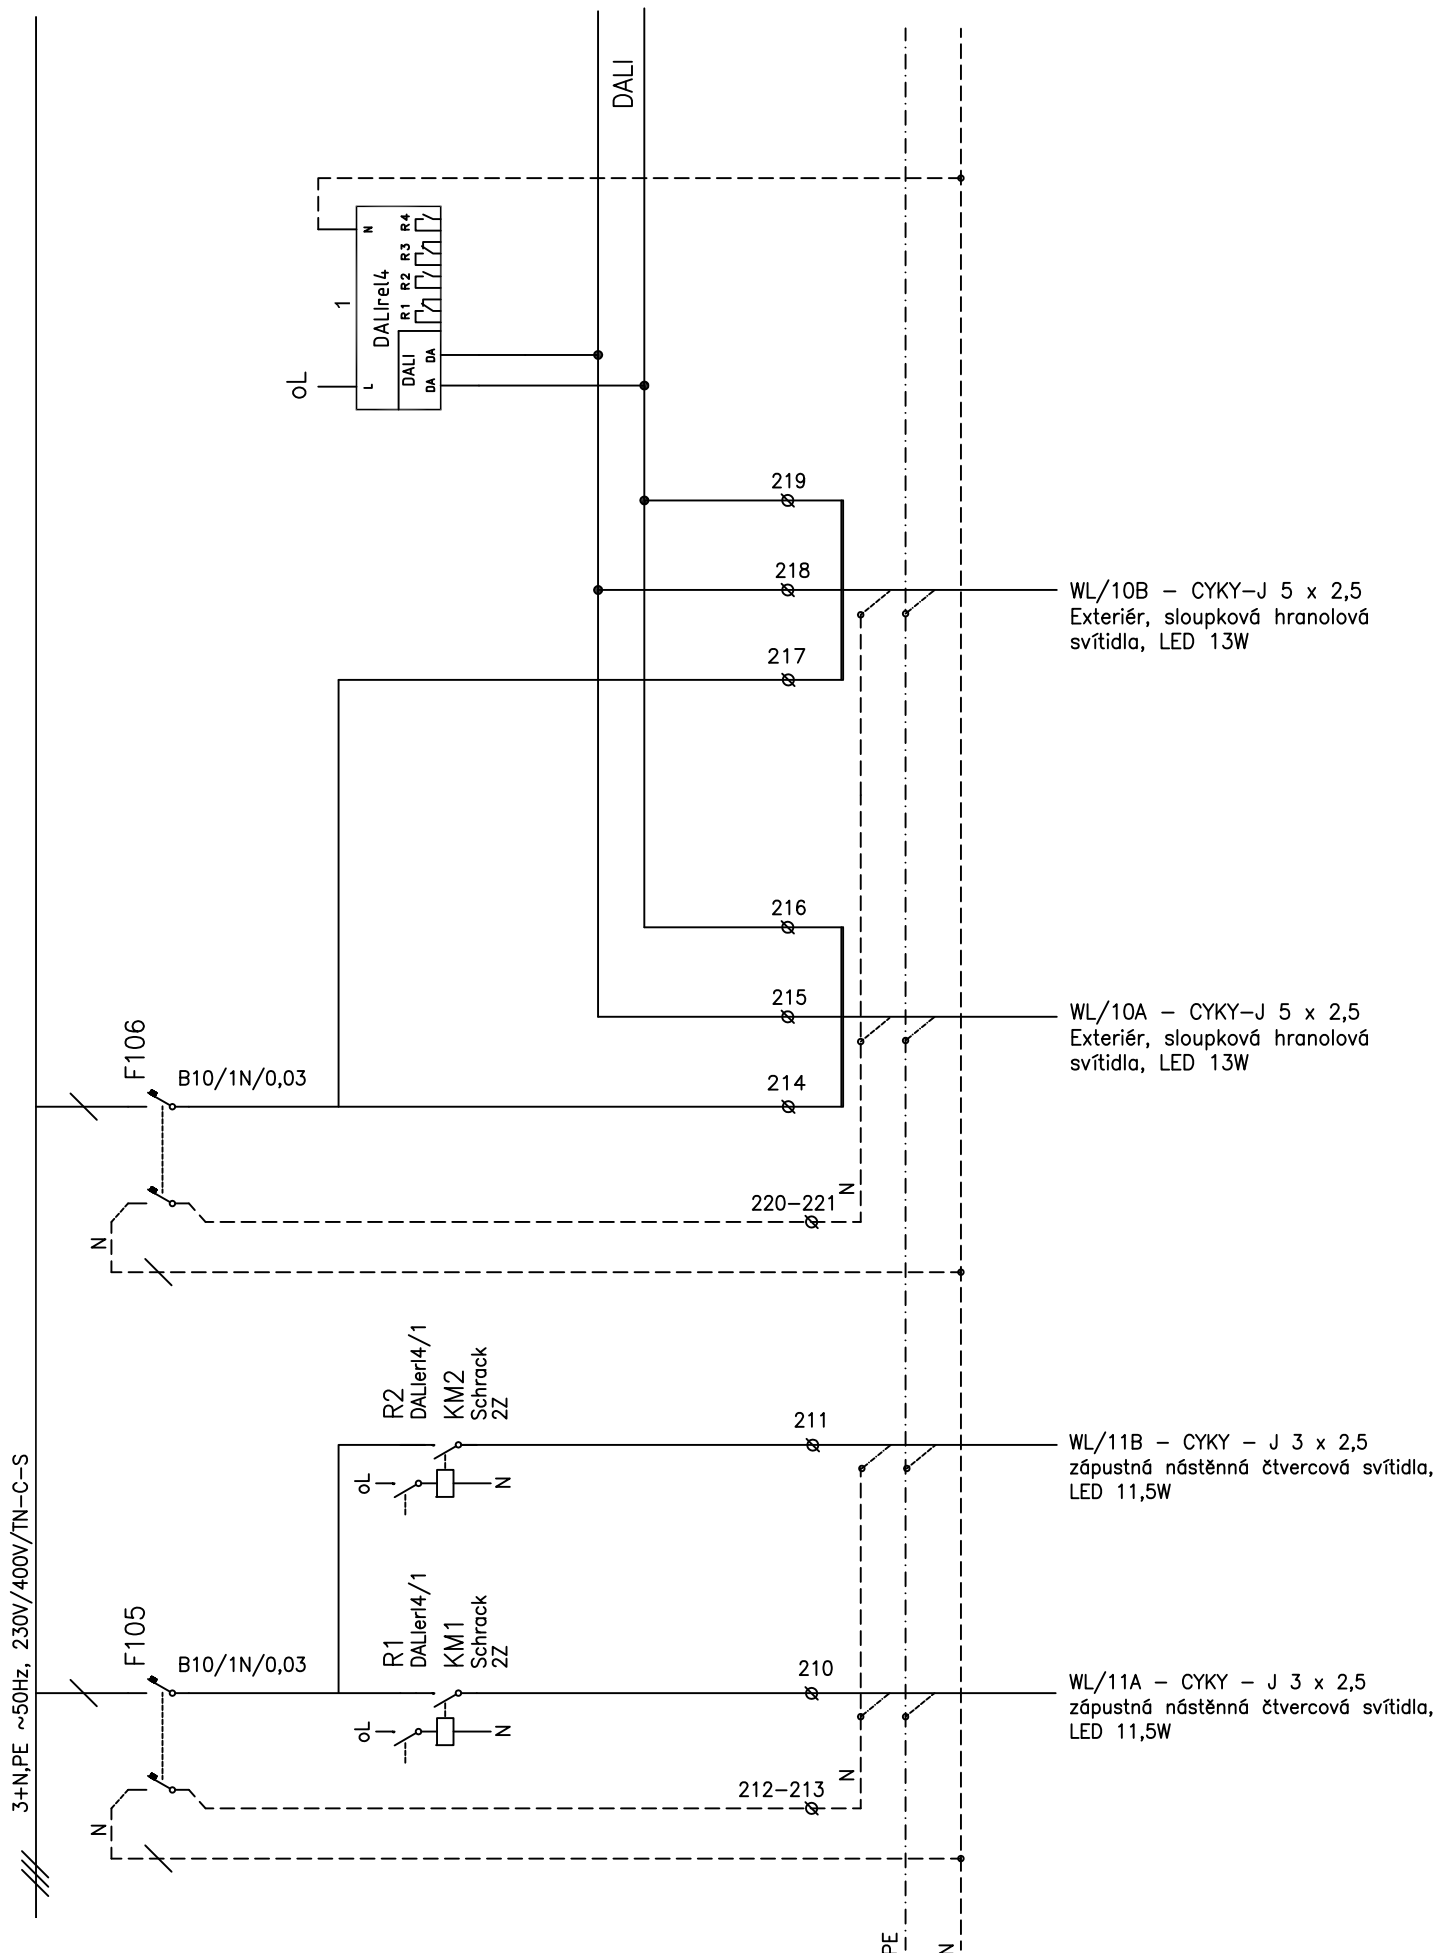 DALI
N
R4
R3
R2
R1
1
DALIrel4
DALI
DA
DA
L
oL
219
218
217
WL/10B – CYKY–J 5 x 2,5
Exteriér, sloupková hranolová
svítidla, LED 13W
216
215
214
WL/10A – CYKY–J 5 x 2,5
Exteriér, sloupková hranolová
svítidla, LED 13W
F106
B10/1N/0,03
220–221
N
N
R2
DALIerl4/1
KM2
Schrack
2Z
oL
N
211
WL/11B – CYKY – J 3 x 2,5
zápustná nástěnná čtvercová svítidla,
LED 11,5W
3+N,PE ~50Hz, 230V/400V/TN–C–S
F105
B10/1N/0,03
R1
DALIerl4/1
KM1
Schrack
2Z
oL
N
210
WL/11A – CYKY – J 3 x 2,5
zápustná nástěnná čtvercová svítidla,
LED 11,5W
212–213
N
N
PE
N